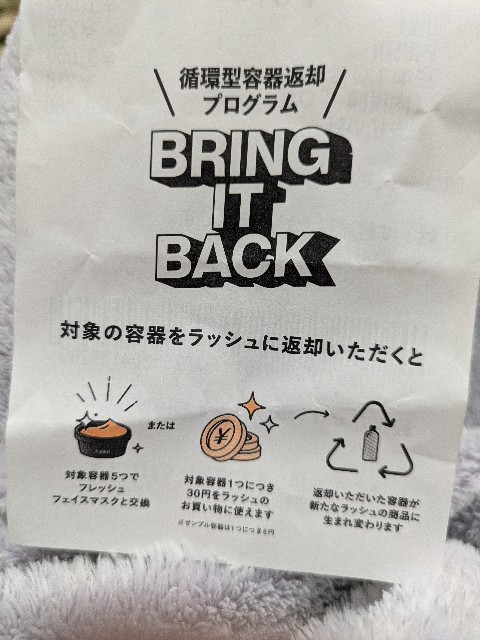 循環型容器返却
プログラム
BRING
IT
BACK
対象の容器をラッシュに返却いただくと
または
対象容器5つで
フレッシュ
フェイスマスクと交換
対象容器1つにつき
30円をラッシュの
お買い物に使えます
※サンプル容器は1つにつき5円
返却いただいた容器が
新たなラッシュの商品に
生まれ変わります